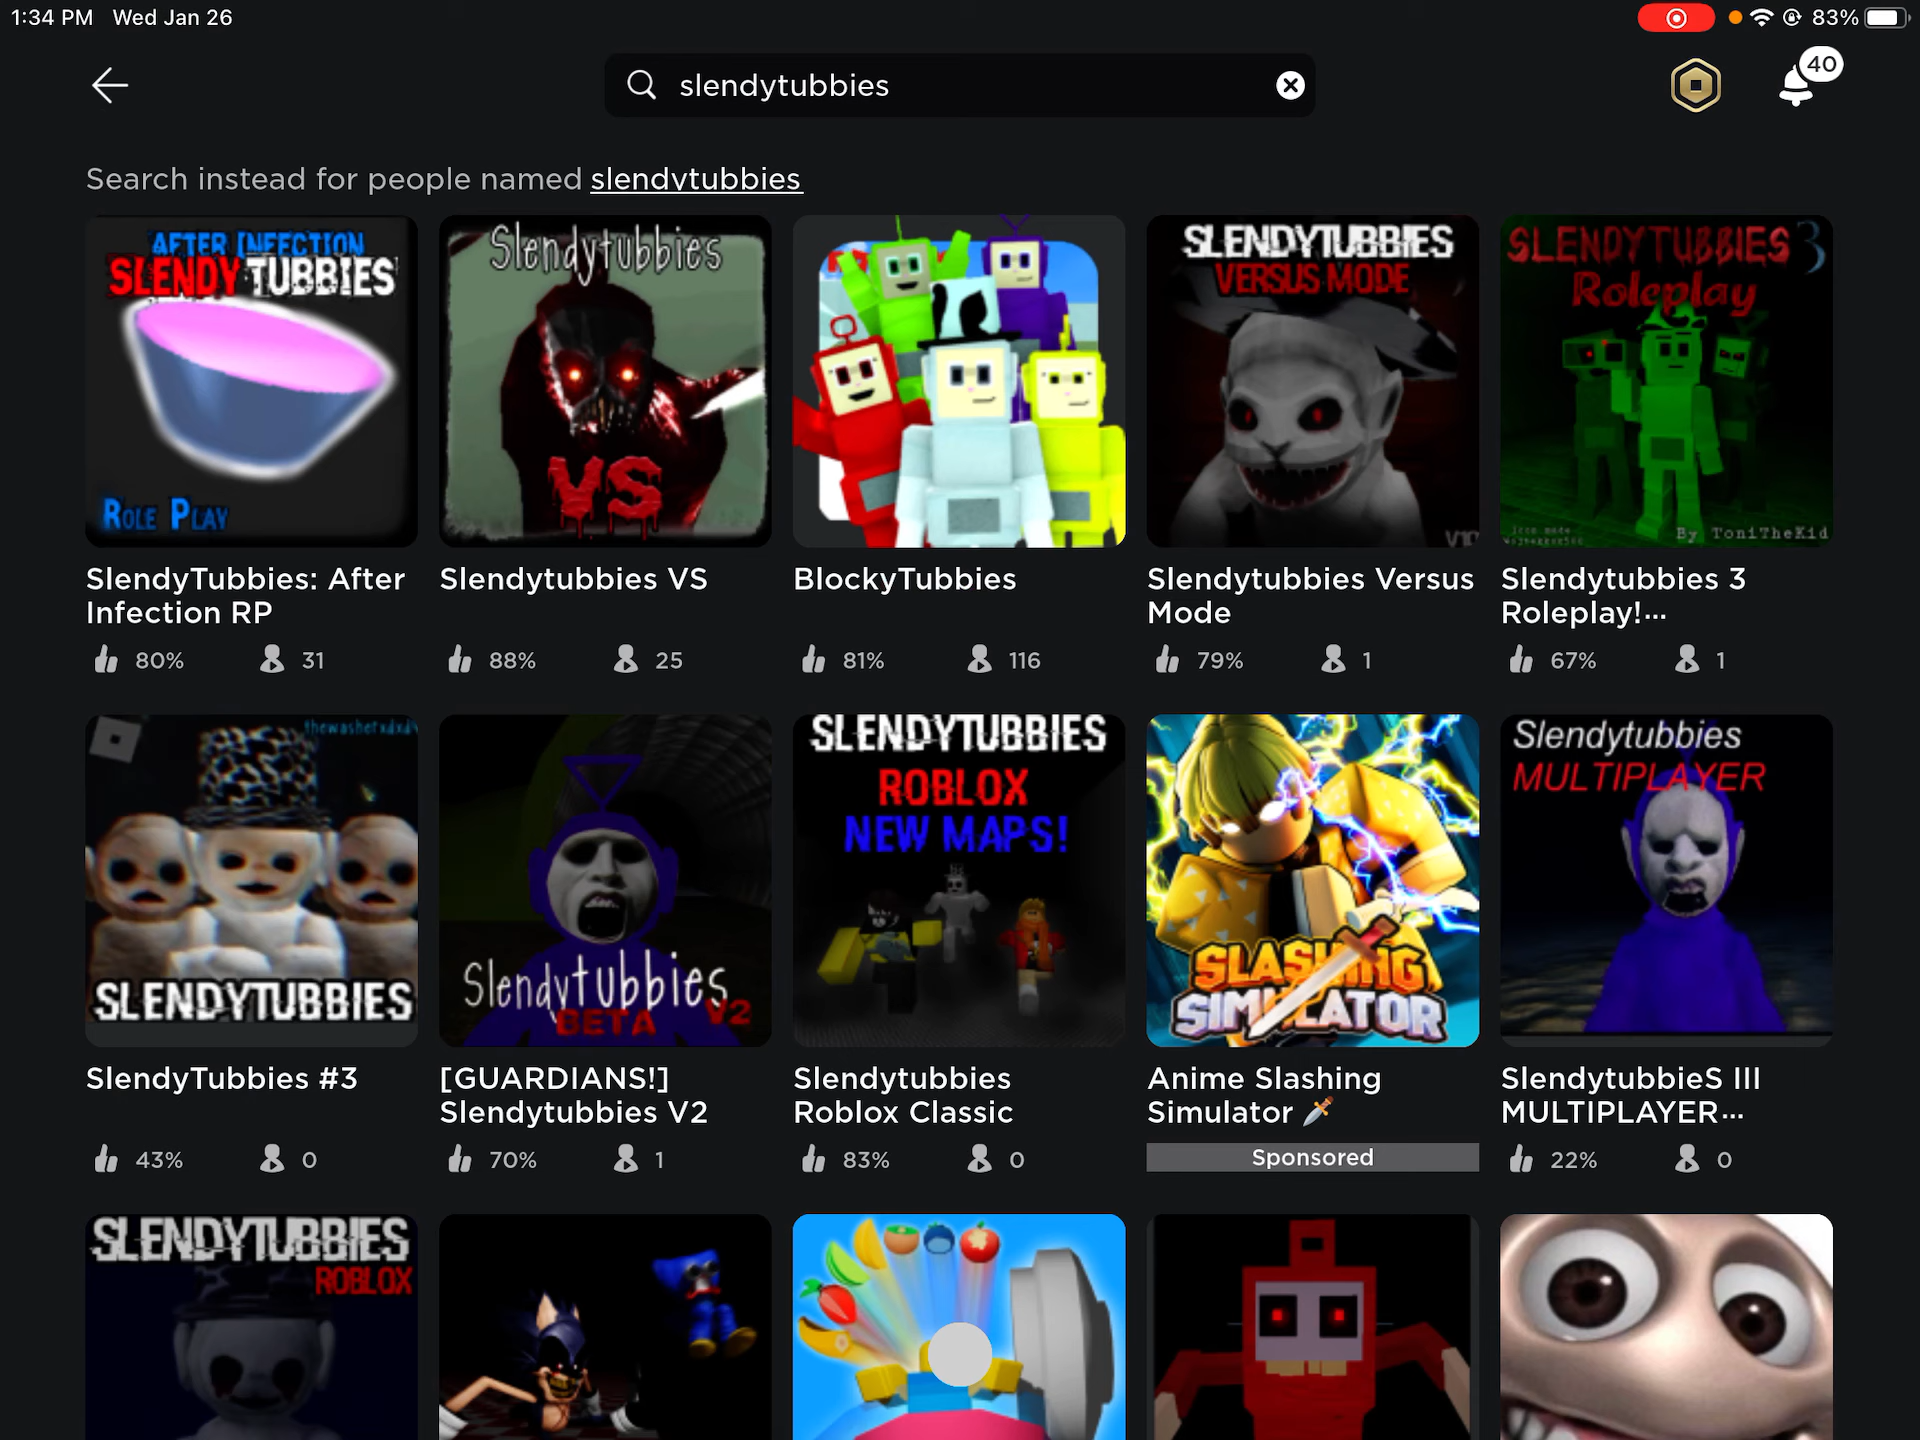 1:34 PM Wed Jan 26
83%
slendytubbies
40
Search instead for people named slendytubbies
AFTER INFECTION
SLENDY TUBBIES
ROLE PLAY
Slendytubbies
VS
SLENDYTUBBIES
VERSUS MODE
V10
SLENDYTUBBIES 3
Roleplay
By ToniTheKid
SlendyTubbies: After Infection RP
80% 31
Slendytubbies VS
88% 25
BlockyTubbies
81% 116
Slendytubbies Versus Mode
79% 1
Slendytubbies 3 Roleplay!...
67% 1
SLENDYTUBBIES
Slendytubbies
BETA V2
SLENDYTUBBIES
ROBLOX
NEW MAPS!
SLASHING
SIMULATOR
Slendytubbies
MULTIPLAYER
SlendyTubbies #3
43% 0
[GUARDIANS!] Slendytubbies V2
70% 1
Slendytubbies Roblox Classic
83% 0
Anime Slashing Simulator
Sponsored
SlendytubbieS III MULTIPLAYER...
22% 0
SLENDYTUBBIES
ROBLOX